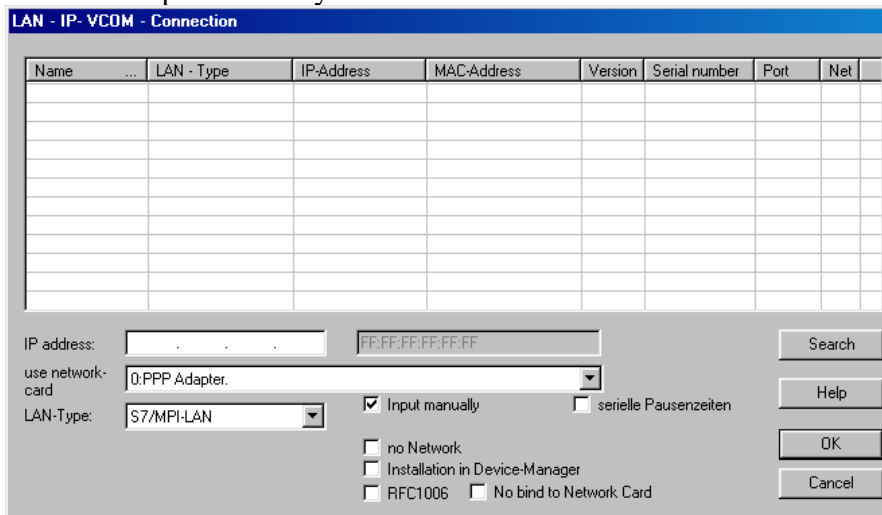 LAN - IP- VCOM - Connection
Name ... LAN - Type IP-Address MAC-Address Version Serial number Port Net
IP address: . . . FF:FF:FF:FF:FF:FF Search
use network-card 0:PPP Adapter.
Help
LAN-Type: S7/MPI-LAN Input manually serielle Pausenzeiten
no Network OK
Installation in Device-Manager
RFC1006 No bind to Network Card Cancel